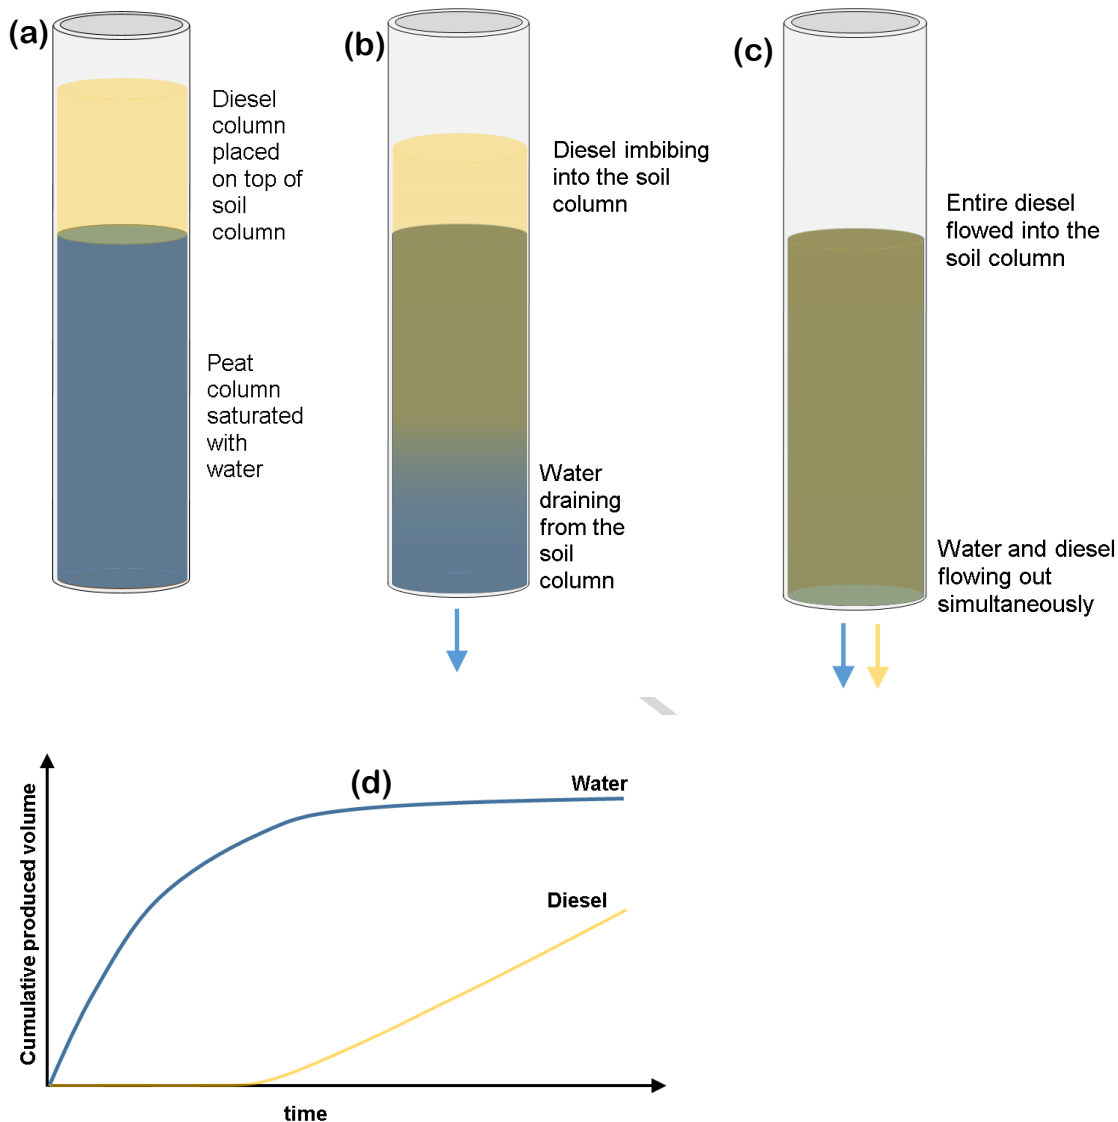 (a)
Diesel
column
placed
on top of
soil
column
Peat
column
saturated
with
water
(b)
Diesel imbibing
into the soil
column
Water
draining
from the
soil
column
(c)
Entire diesel
flowed into the
soil column
Water and diesel
flowing out
simultaneously
(d)
Water
Diesel
Cumulative produced volume
time